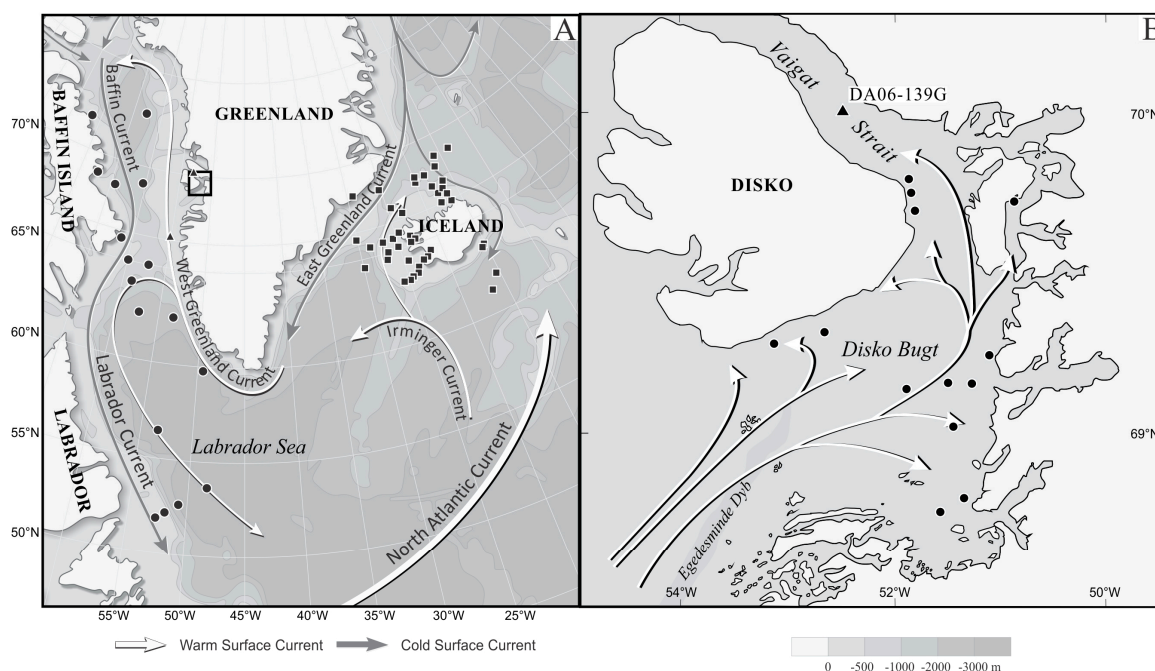 A
B
70°N
65°N
60°N
55°N
50°N
55°W
50°W
45°W
40°W
35°W
30°W
25°W
BAFFIN ISLAND
Baffin Current
GREENLAND
ICELAND
East Greenland Current
West Greenland Current
Irminger Current
LABRADOR
Labrador Current
Labrador Sea
North Atlantic Current
Vaigat
Strait
DA06-139G
DISKO
Disko Bugt
Egedesminde Dyb
70°N
69°N
54°W
52°W
50°W
Warm Surface Current
Cold Surface Current
0 -500 -1000 -2000 -3000 m